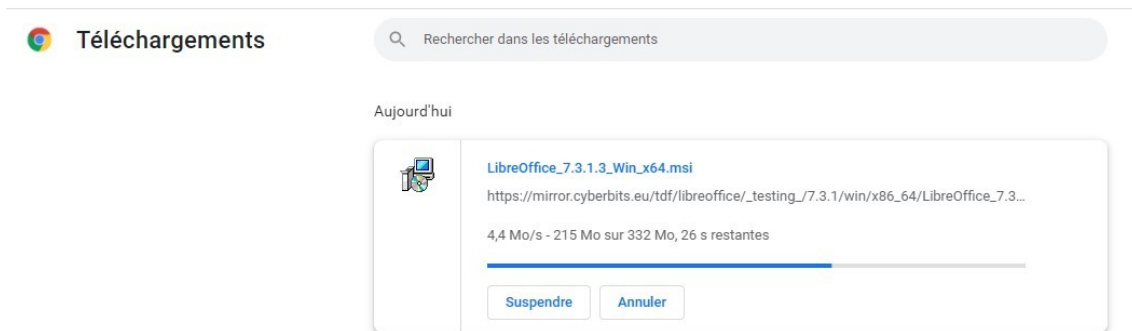 Téléchargements
Rechercher dans les téléchargements
Aujourd'hui
LibreOffice_7.3.1.3_Win_x64.msi
https://mirror.cyberbits.eu/tdf/libreoffice/_testing_/7.3.1/win/x86_64/LibreOffice_7.3...
4,4 Mo/s - 215 Mo sur 332 Mo, 26 s restantes
Suspendre
Annuler